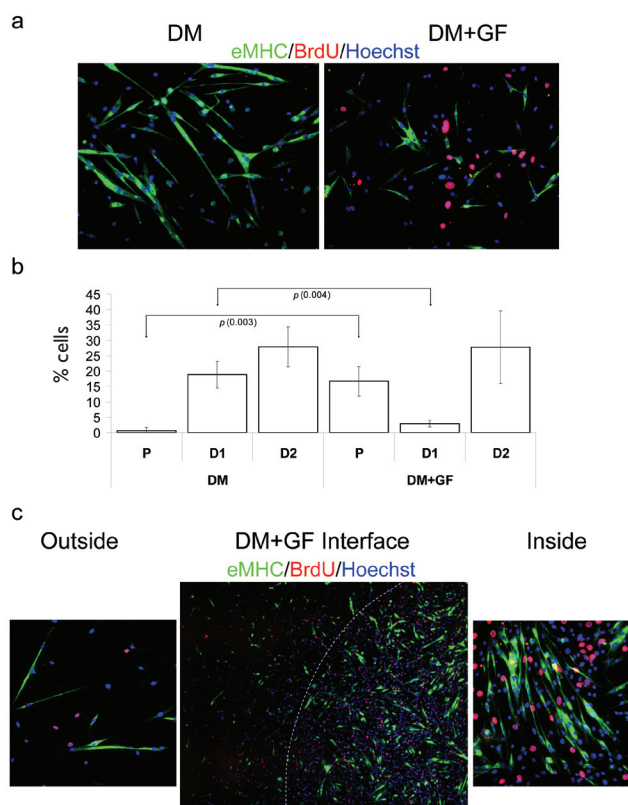 a
DM DM+GF
eMHC/BrdU/Hoechst
b
p (0.004)
p (0.003)
% cells
45
40
35
30
25
20
15
10
5
0
P D1 D2 P D1 D2
DM DM+GF
c
Outside DM+GF Interface Inside
eMHC/BrdU/Hoechst